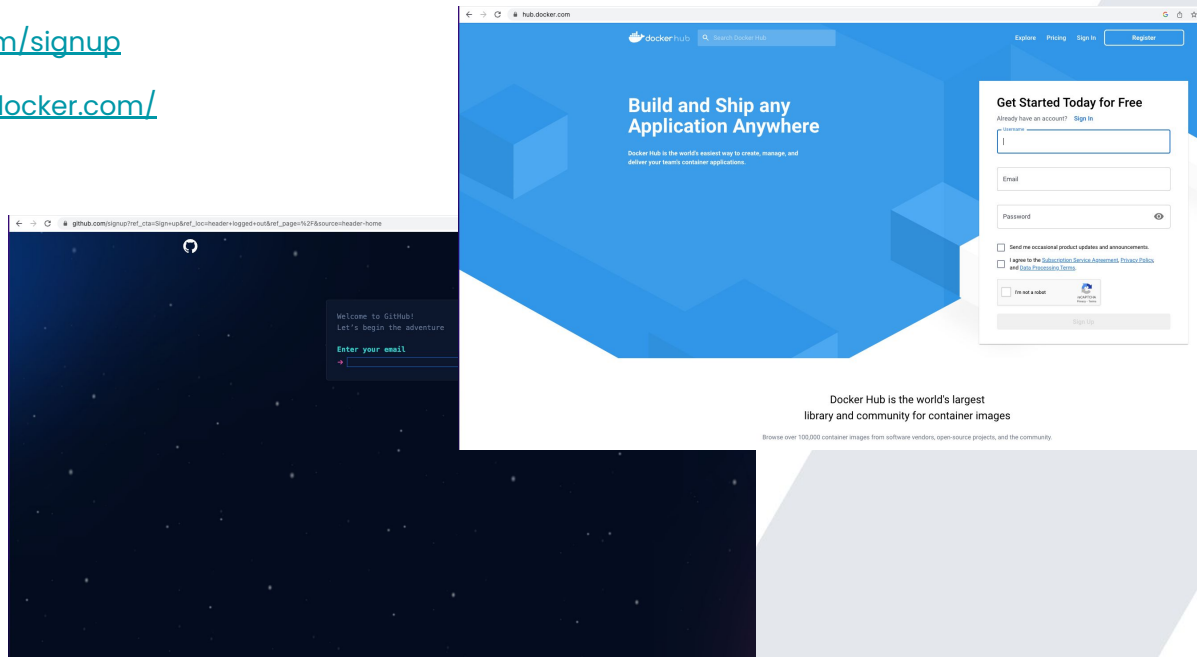 m/signup
docker.com/
hub.docker.com
docker hub
Search Docker Hub
Explore Pricing Sign In Register
Build and Ship any
Application Anywhere
Docker Hub is the world's easiest way to create, manage, and
deliver your team's container applications.
Get Started Today for Free
Already have an account? Sign In
Username
Email
Password
Send me occasional product updates and announcements.
I agree to the Subscription Service Agreement, Privacy Policy,
and Data Processing Terms.
I'm not a robot
reCAPTCHA
Privacy - Terms
Sign Up
Docker Hub is the world's largest
library and community for container images
Browse over 100,000 container images from software vendors, open-source projects, and the community.
github.com/signup?ref_cta=Sign+up&ref_loc=header+logged+out&ref_page=%2F&source=header-home
Welcome to GitHub!
Let's begin the adventure
Enter your email